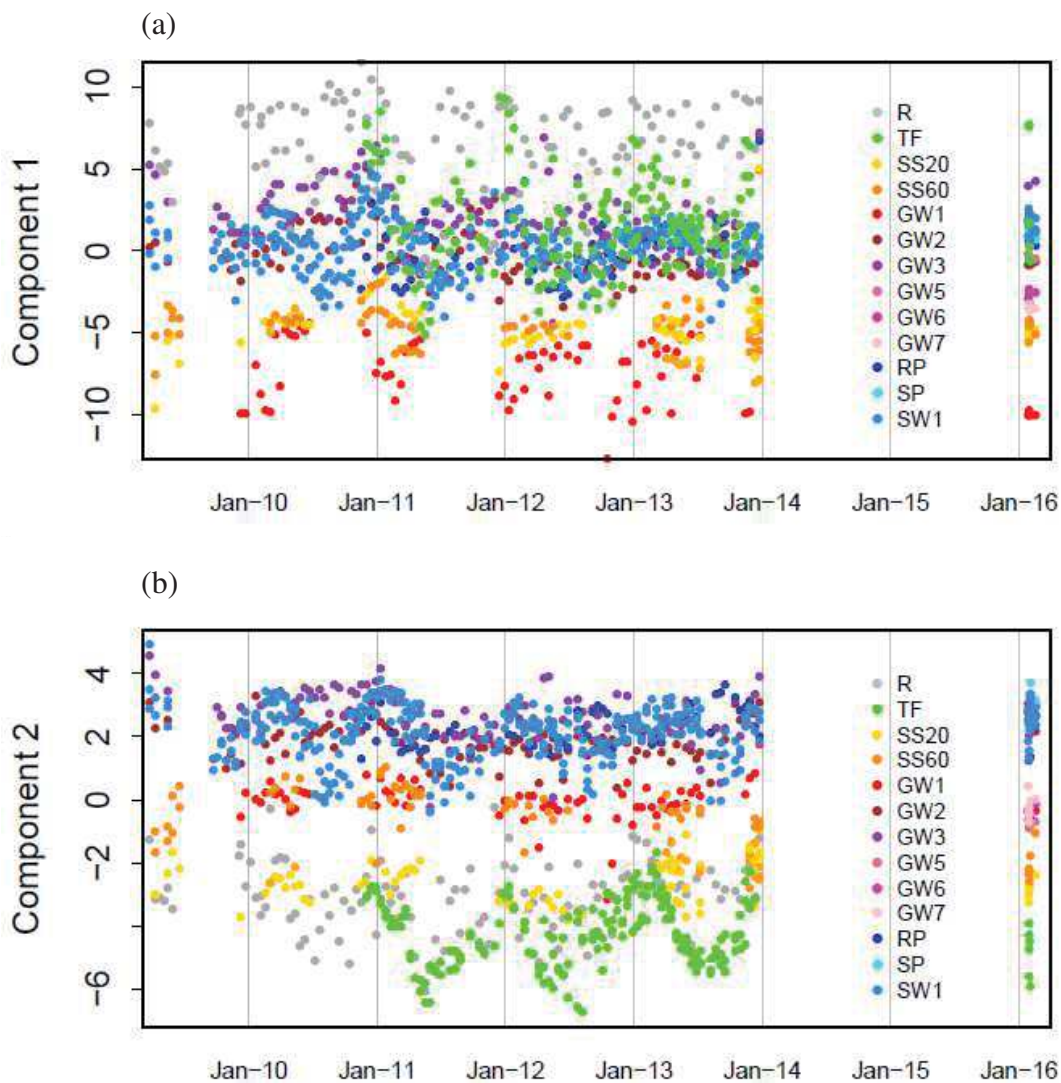 (a)
Component 1
10
5
0
−5
−10
R
TF
SS20
SS60
GW1
GW2
GW3
GW5
GW6
GW7
RP
SP
SW1
Jan−10 Jan−11 Jan−12 Jan−13 Jan−14 Jan−15 Jan−16
(b)
Component 2
4
2
0
−2
−6
R
TF
SS20
SS60
GW1
GW2
GW3
GW5
GW6
GW7
RP
SP
SW1
Jan−10 Jan−11 Jan−12 Jan−13 Jan−14 Jan−15 Jan−16